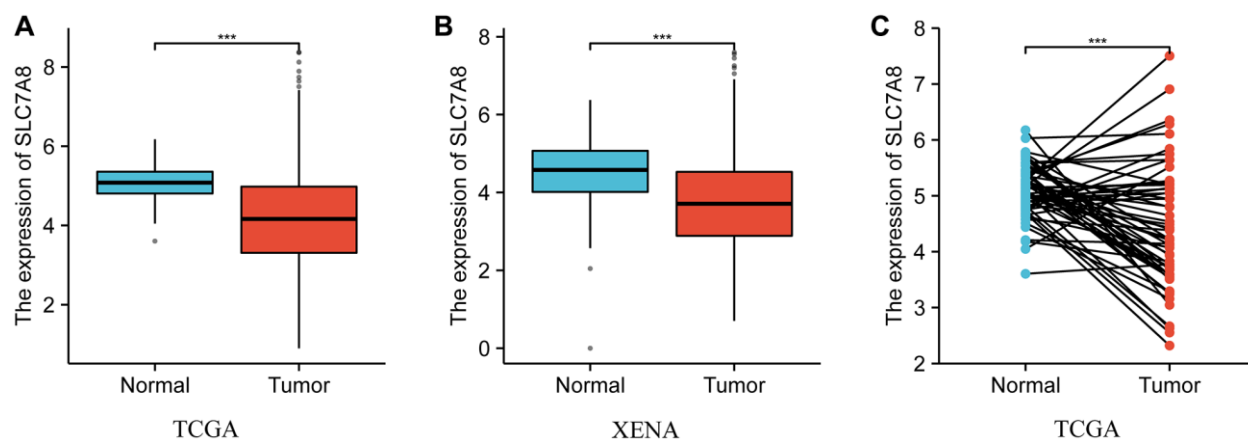 A
The expression of SLC7A8
8
6
4
2
***
Normal
Tumor
TCGA
B
The expression of SLC7A8
8
6
4
2
0
***
Normal
Tumor
XENA
C
The expression of SLC7A8
8
7
6
5
4
3
2
***
Normal
Tumor
TCGA